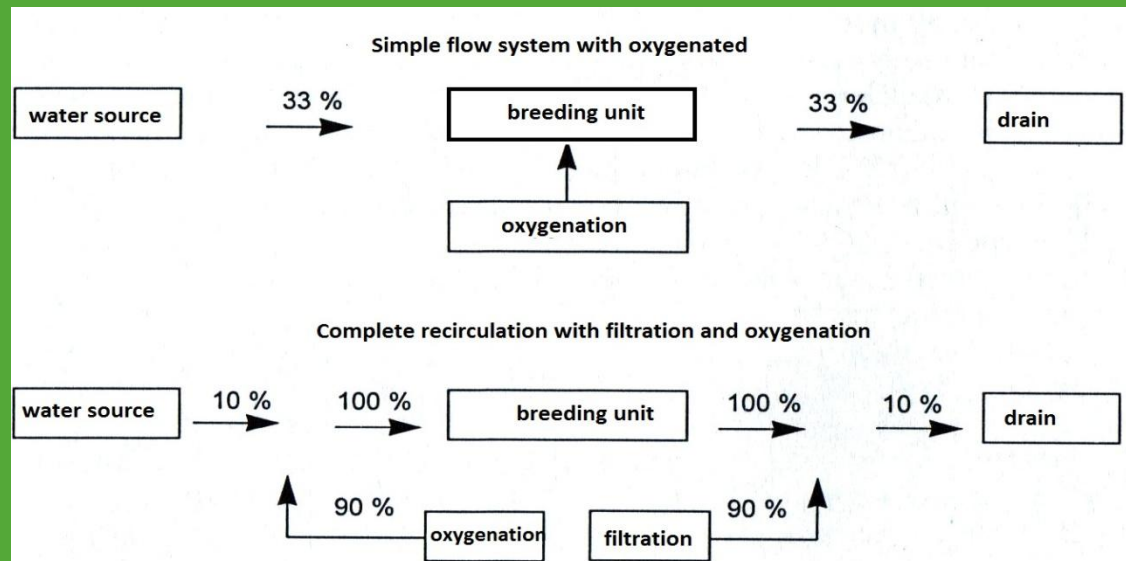 Simple flow system with oxygenated
water source
33 %
breeding unit
33 %
drain
oxygenation
Complete recirculation with filtration and oxygenation
water source
10 %
100 %
breeding unit
100 %
10 %
drain
90 %
oxygenation
filtration
90 %